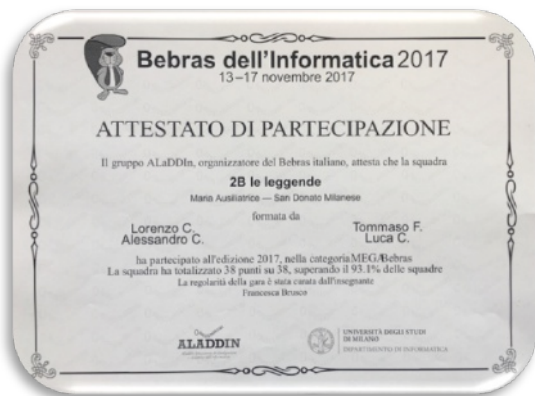 Bebras dell'Informatica 2017
13–17 novembre 2017
ATTESTATO DI PARTECIPAZIONE
Il gruppo ALaDDIn, organizzatore del Bebras italiano, attesta che la squadra
2B le leggende
Maria Ausiliatrice — San Donato Milanese
formata da
Lorenzo C. Tommaso F.
Alessandro C. Luca C.
ha partecipato all'edizione 2017, nella categoria MEGABebras
La squadra ha totalizzato 38 punti su 38, superando il 93.1% delle squadre
La regolarità della gara è stata curata dall'insegnante
Francesca Brusco
ALADDIN
UNIVERSITÀ DEGLI STUDI
DI MILANO
DIPARTIMENTO DI INFORMATICA